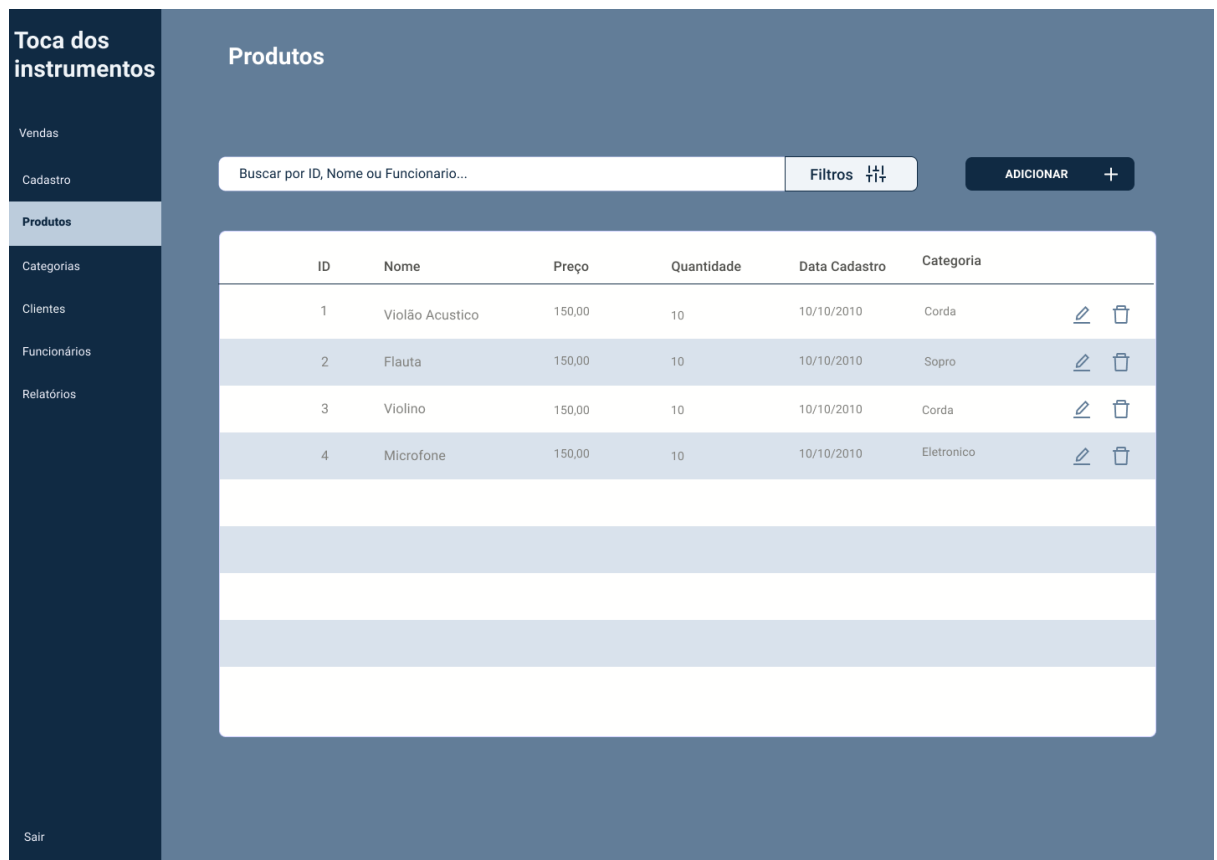 Toca dos
instrumentos
Vendas
Cadastro
Produtos
Categorias
Clientes
Funcionários
Relatórios
Sair
Produtos
Buscar por ID, Nome ou Funcionario...
Filtros
ADICIONAR
ID Nome Preço Quantidade Data Cadastro Categoria
1 Violão Acustico 150,00 10 10/10/2010 Corda
2 Flauta 150,00 10 10/10/2010 Sopro
3 Violino 150,00 10 10/10/2010 Corda
4 Microfone 150,00 10 10/10/2010 Eletronico